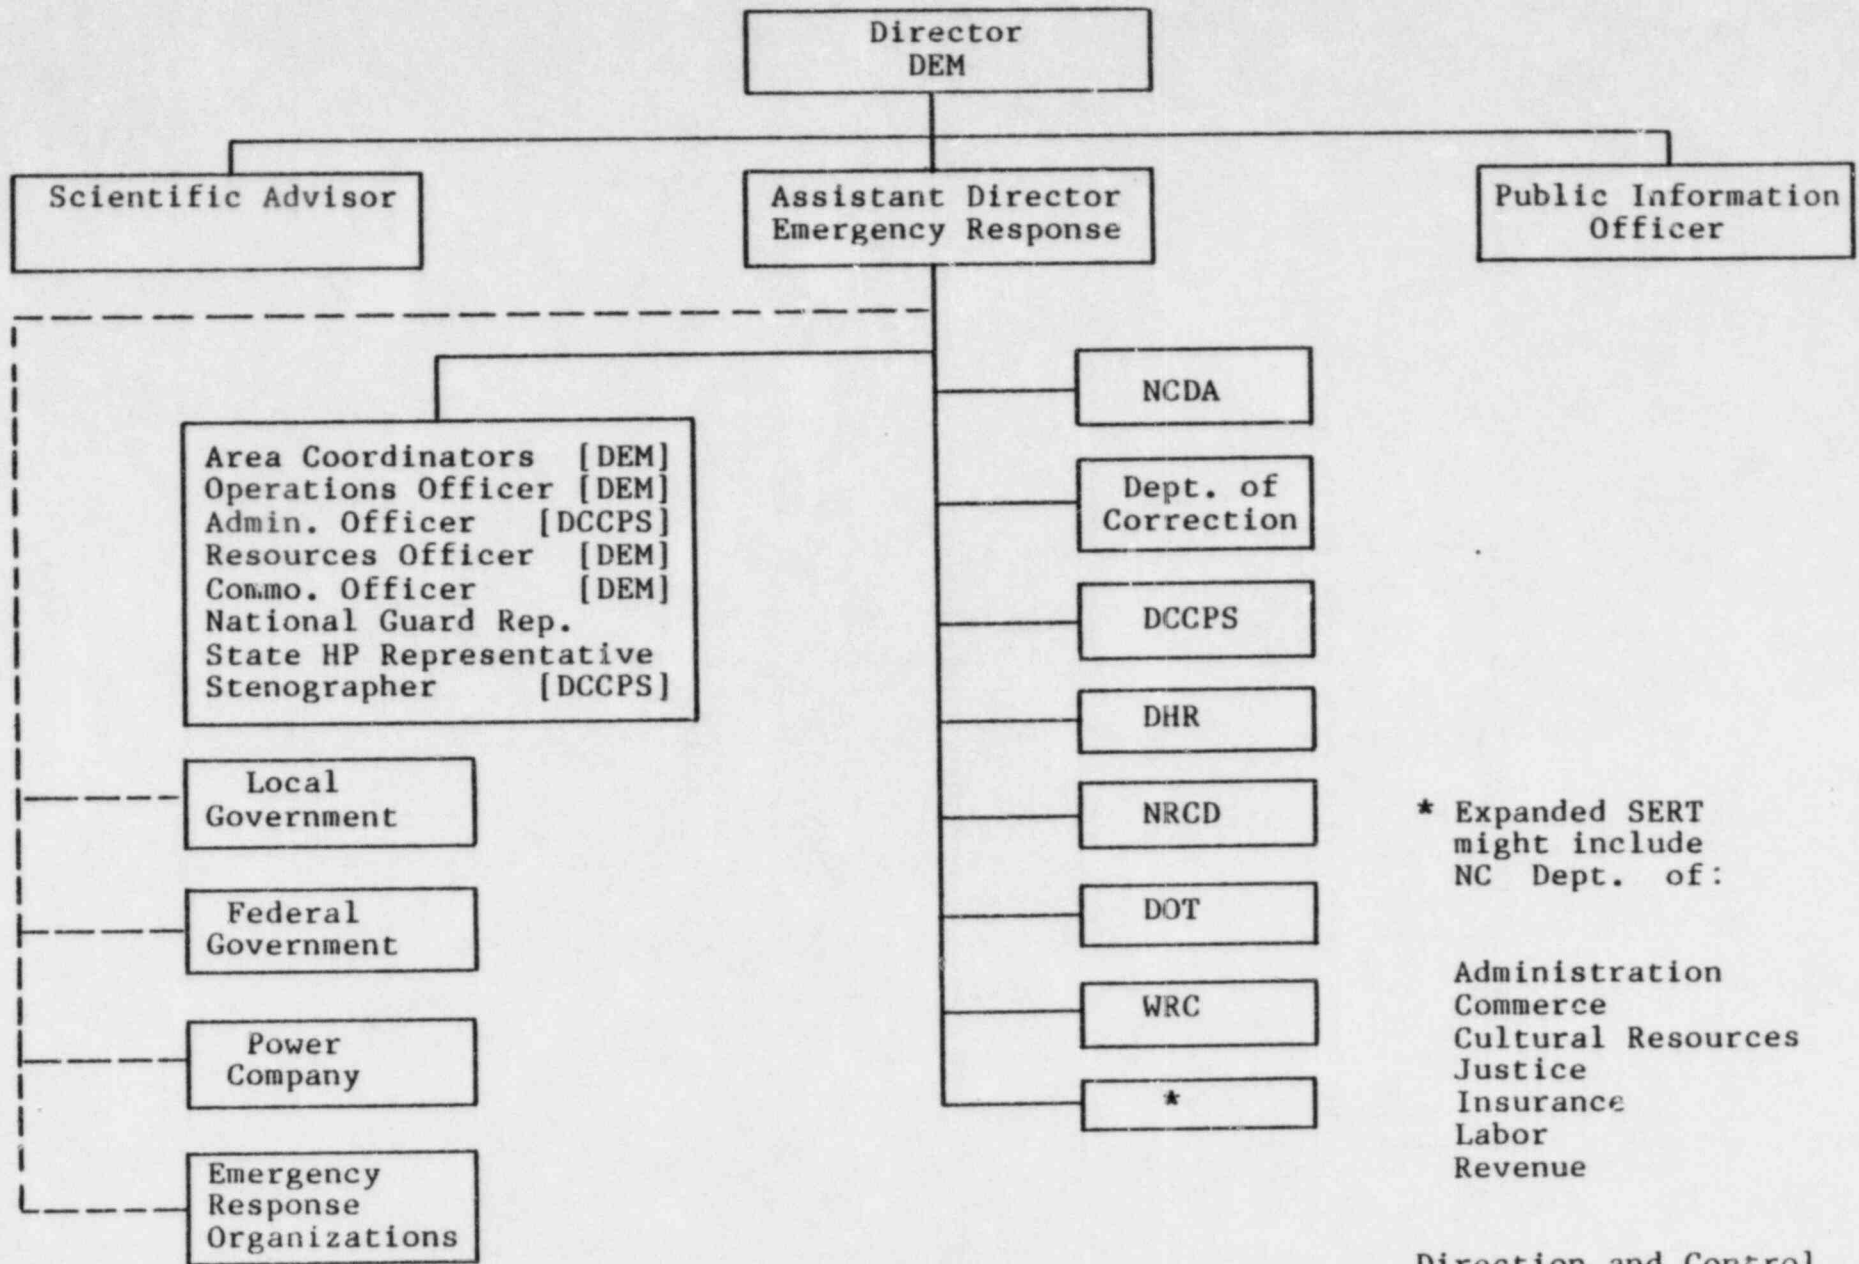 Director
DEM
Scientific Advisor
Assistant Director
Emergency Response
Public Information
Officer
Area Coordinators [DEM]
Operations Officer [DEM]
Admin. Officer [DCCPS]
Resources Officer [DEM]
Commo. Officer [DEM]
National Guard Rep.
State HP Representative
Stenographer [DCCPS]
Local
Government
Federal
Government
Power
Company
Emergency
Response
Organizations
NCDA
Dept. of
Correction
DCCPS
DHR
NRCD
DOT
WRC
*
* Expanded SERT
might include
NC Dept. of:
Administration
Commerce
Cultural Resources
Justice
Insurance
Labor
Revenue
Direction and Control